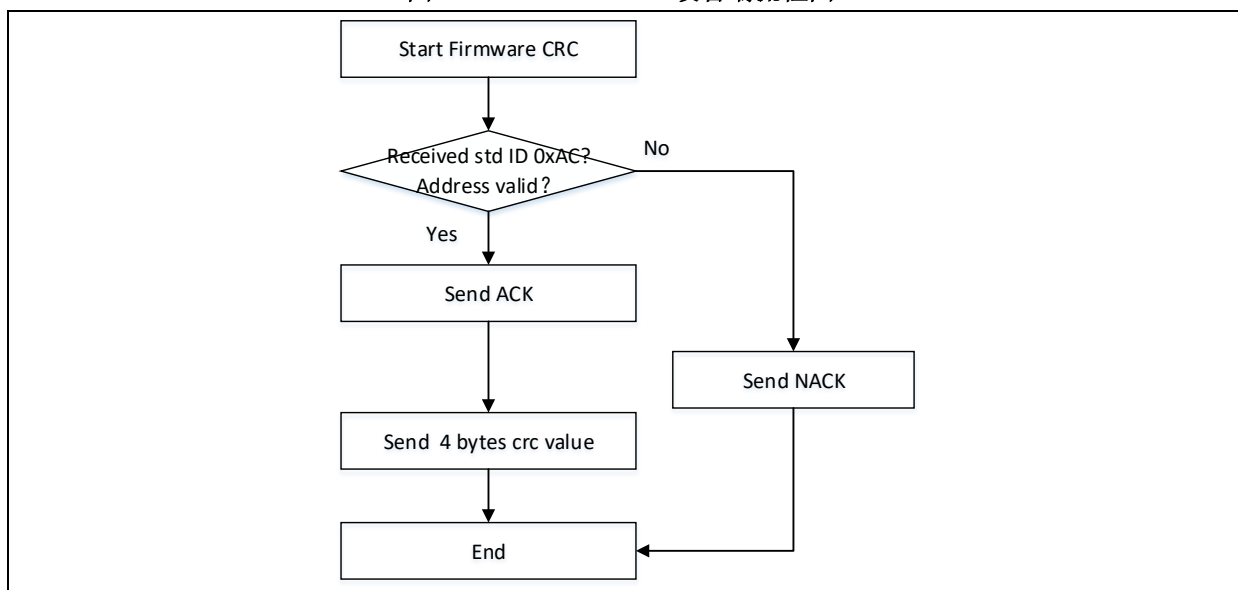 Start Firmware CRC
Received std ID 0xAC?
Address valid?
No
Yes
Send ACK
Send NACK
Send 4 bytes crc value
End